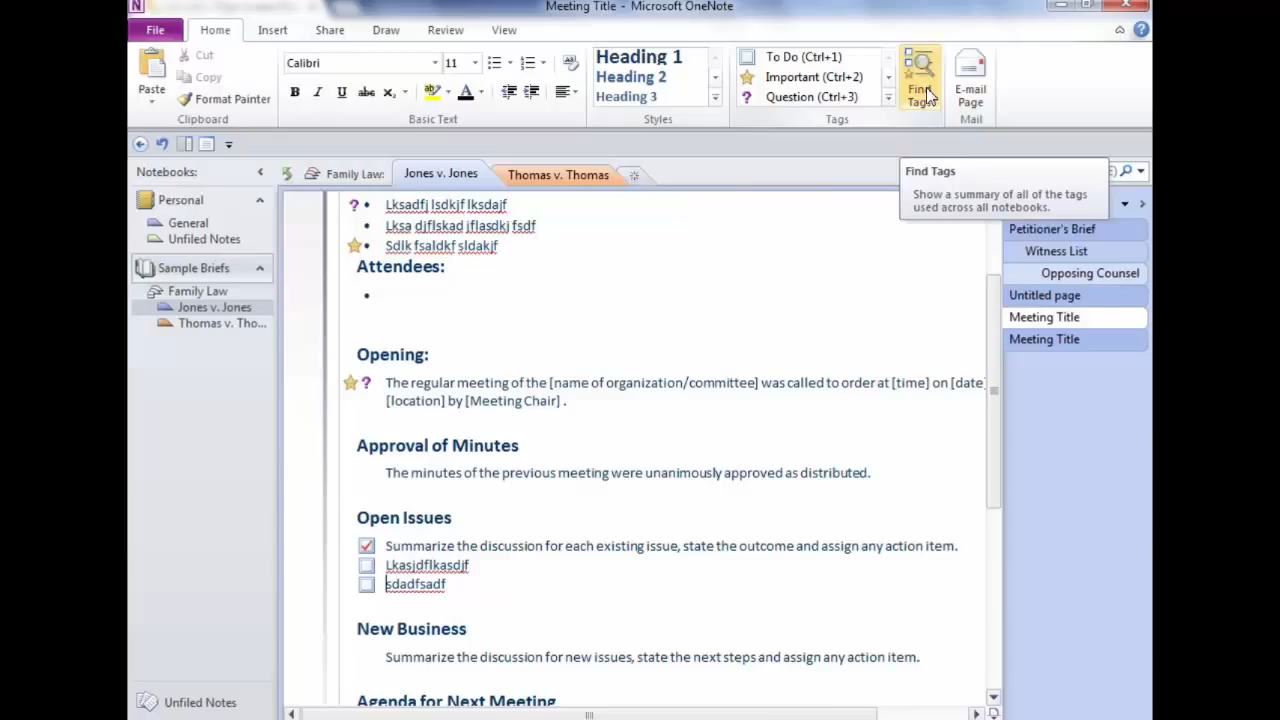 Meeting Title - Microsoft OneNote
File Home Insert Share Draw Review View
Paste
Cut
Copy
Format Painter
Clipboard
Calibri 11
B I U abc X₂ A
Basic Text
Heading 1
Heading 2
Heading 3
Styles
To Do (Ctrl+1)
Important (Ctrl+2)
Question (Ctrl+3)
Tags
Find
Tags
E-mail
Page
Mail
Find Tags
Show a summary of all of the tags
used across all notebooks.
Notebooks:
Personal
General
Unfiled Notes
Sample Briefs
Family Law
Jones v. Jones
Thomas v. Tho...
Unfiled Notes
Family Law: Jones v. Jones Thomas v. Thomas
? • Lksadfj lsdkjf lksdajf
• Lksa djflskad jflasdkj fsdf
• Sdlk fsaldkf sldakjf
Attendees:
•
Opening:
? The regular meeting of the [name of organization/committee] was called to order at [time] on [date]
[location] by [Meeting Chair] .
Approval of Minutes
The minutes of the previous meeting were unanimously approved as distributed.
Open Issues
Summarize the discussion for each existing issue, state the outcome and assign any action item.
Lkasjdflkasdjf
sdadfsadf
New Business
Summarize the discussion for new issues, state the next steps and assign any action item.
Agenda for Next Meeting
Petitioner's Brief
Witness List
Opposing Counsel
Untitled page
Meeting Title
Meeting Title